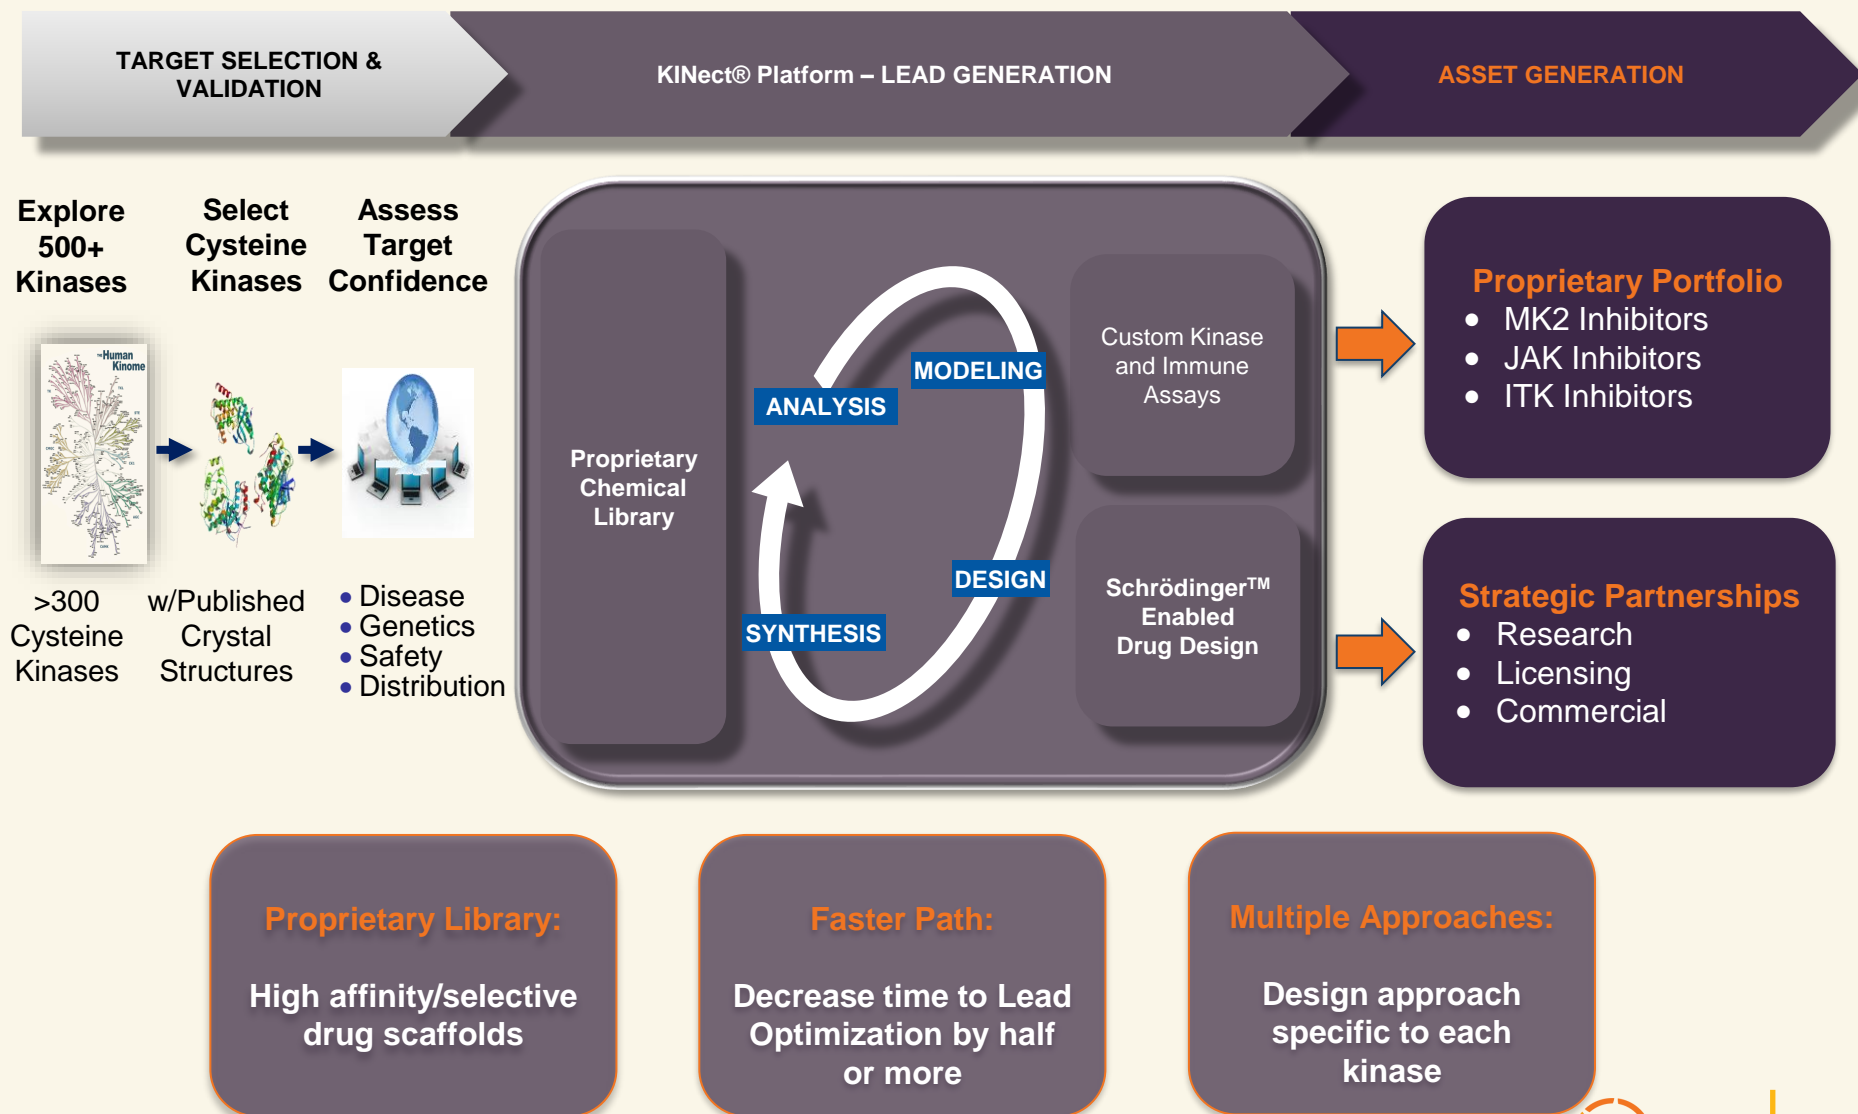 TARGET SELECTION &
VALIDATION
KINect® Platform – LEAD GENERATION
ASSET GENERATION
Explore
500+
Kinases
Select
Cysteine
Kinases
Assess
Target
Confidence
THE Human
Kinome
>300
Cysteine
Kinases
w/Published
Crystal
Structures
• Disease
• Genetics
• Safety
• Distribution
Proprietary
Chemical
Library
ANALYSIS
MODELING
DESIGN
SYNTHESIS
Custom Kinase
and Immune
Assays
Schrödinger™
Enabled
Drug Design
Proprietary Portfolio
• MK2 Inhibitors
• JAK Inhibitors
• ITK Inhibitors
Strategic Partnerships
• Research
• Licensing
• Commercial
Proprietary Library:
High affinity/selective
drug scaffolds
Faster Path:
Decrease time to Lead
Optimization by half
or more
Multiple Approaches:
Design approach
specific to each
kinase